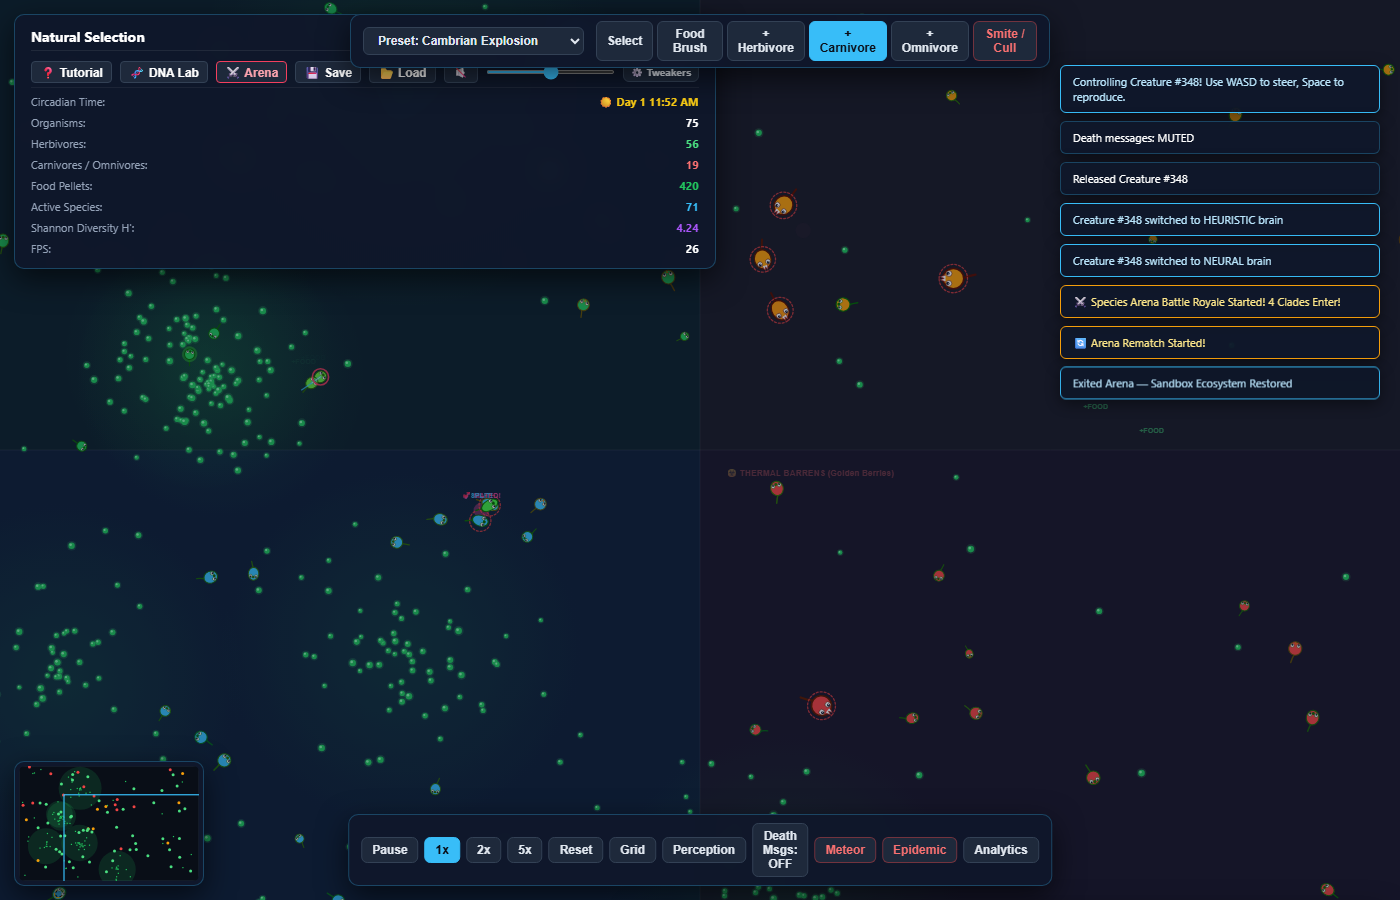 Natural Selection
Preset: Cambrian Explosion
Select
Food
Brush
+
Herbivore
+
Carnivore
+
Omnivore
Smite /
Cull
❓ Tutorial
🧬 DNA Lab
⚔️ Arena
💾 Save
📂 Load
⚙ Tweakers
Circadian Time:
Day 1 11:52 AM
Organisms:
75
Herbivores:
56
Carnivores / Omnivores:
19
Food Pellets:
420
Active Species:
71
Shannon Diversity H':
4.24
FPS:
26
Controlling Creature #348! Use WASD to steer, Space to
reproduce.
Death messages: MUTED
Released Creature #348
Creature #348 switched to HEURISTIC brain
Creature #348 switched to NEURAL brain
⚔️ Species Arena Battle Royale Started! 4 Clades Enter!
🔄 Arena Rematch Started!
Exited Arena — Sandbox Ecosystem Restored
+FOOD
+FOOD
THERMAL BARRENS (Golden Berries)
Pause
1x
2x
5x
Reset
Grid
Perception
Death
Msgs:
OFF
Meteor
Epidemic
Analytics